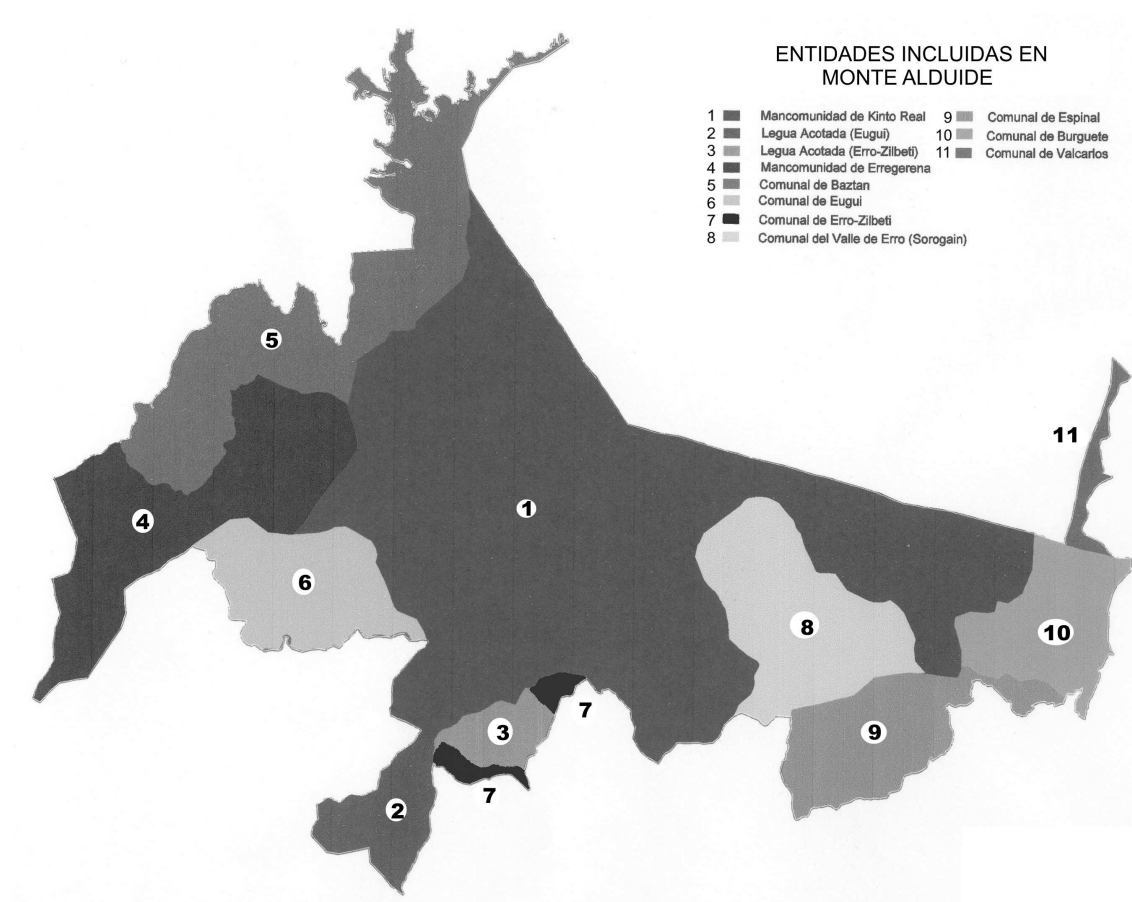 ENTIDADES INCLUIDAS EN
MONTE ALDUIDE
1 Mancomunidad de Kinto Real
2 Legua Acotada (Eugui)
3 Legua Acotada (Erro-Zilbeti)
4 Mancomunidad de Erregerena
5 Comunal de Baztan
6 Comunal de Eugui
7 Comunal de Erro-Zilbeti
8 Comunal del Valle de Erro (Sorogain)
9 Comunal de Espinal
10 Comunal de Burguete
11 Comunal de Valcarlos
5
11
1
4
6
8
10
7
3
9
7
2